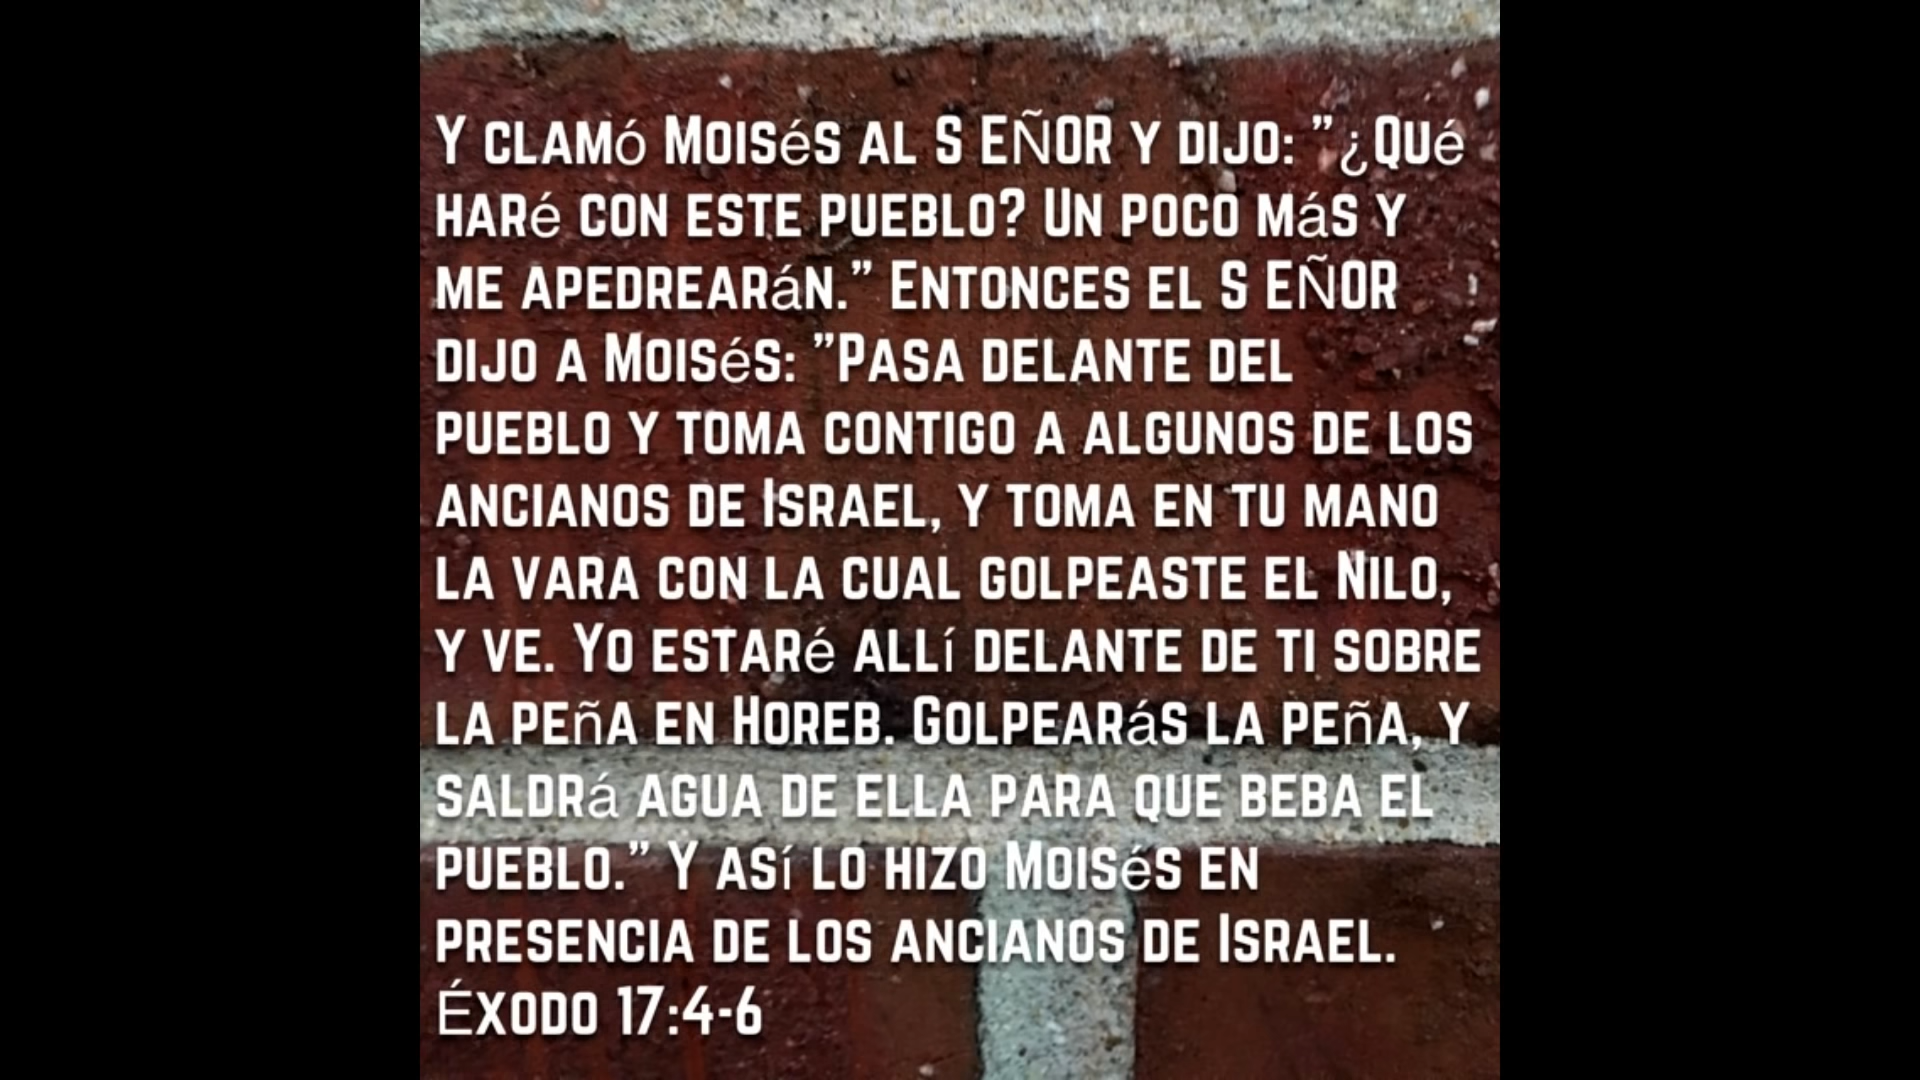 Y clamó Moisés al S EÑOR y dijo: "¿Qué
haré con este pueblo? Un poco más y
me apedrearán." Entonces el S EÑOR
dijo a Moisés: "Pasa delante del
pueblo y toma contigo a algunos de los
ancianos de Israel, y toma en tu mano
la vara con la cual golpeaste el Nilo,
y ve. Yo estaré allí delante de ti sobre
la peña en Horeb. Golpearás la peña, y
saldrá agua de ella para que beba el
pueblo." Y así lo hizo Moisés en
presencia de los ancianos de Israel.
Éxodo 17:4-6